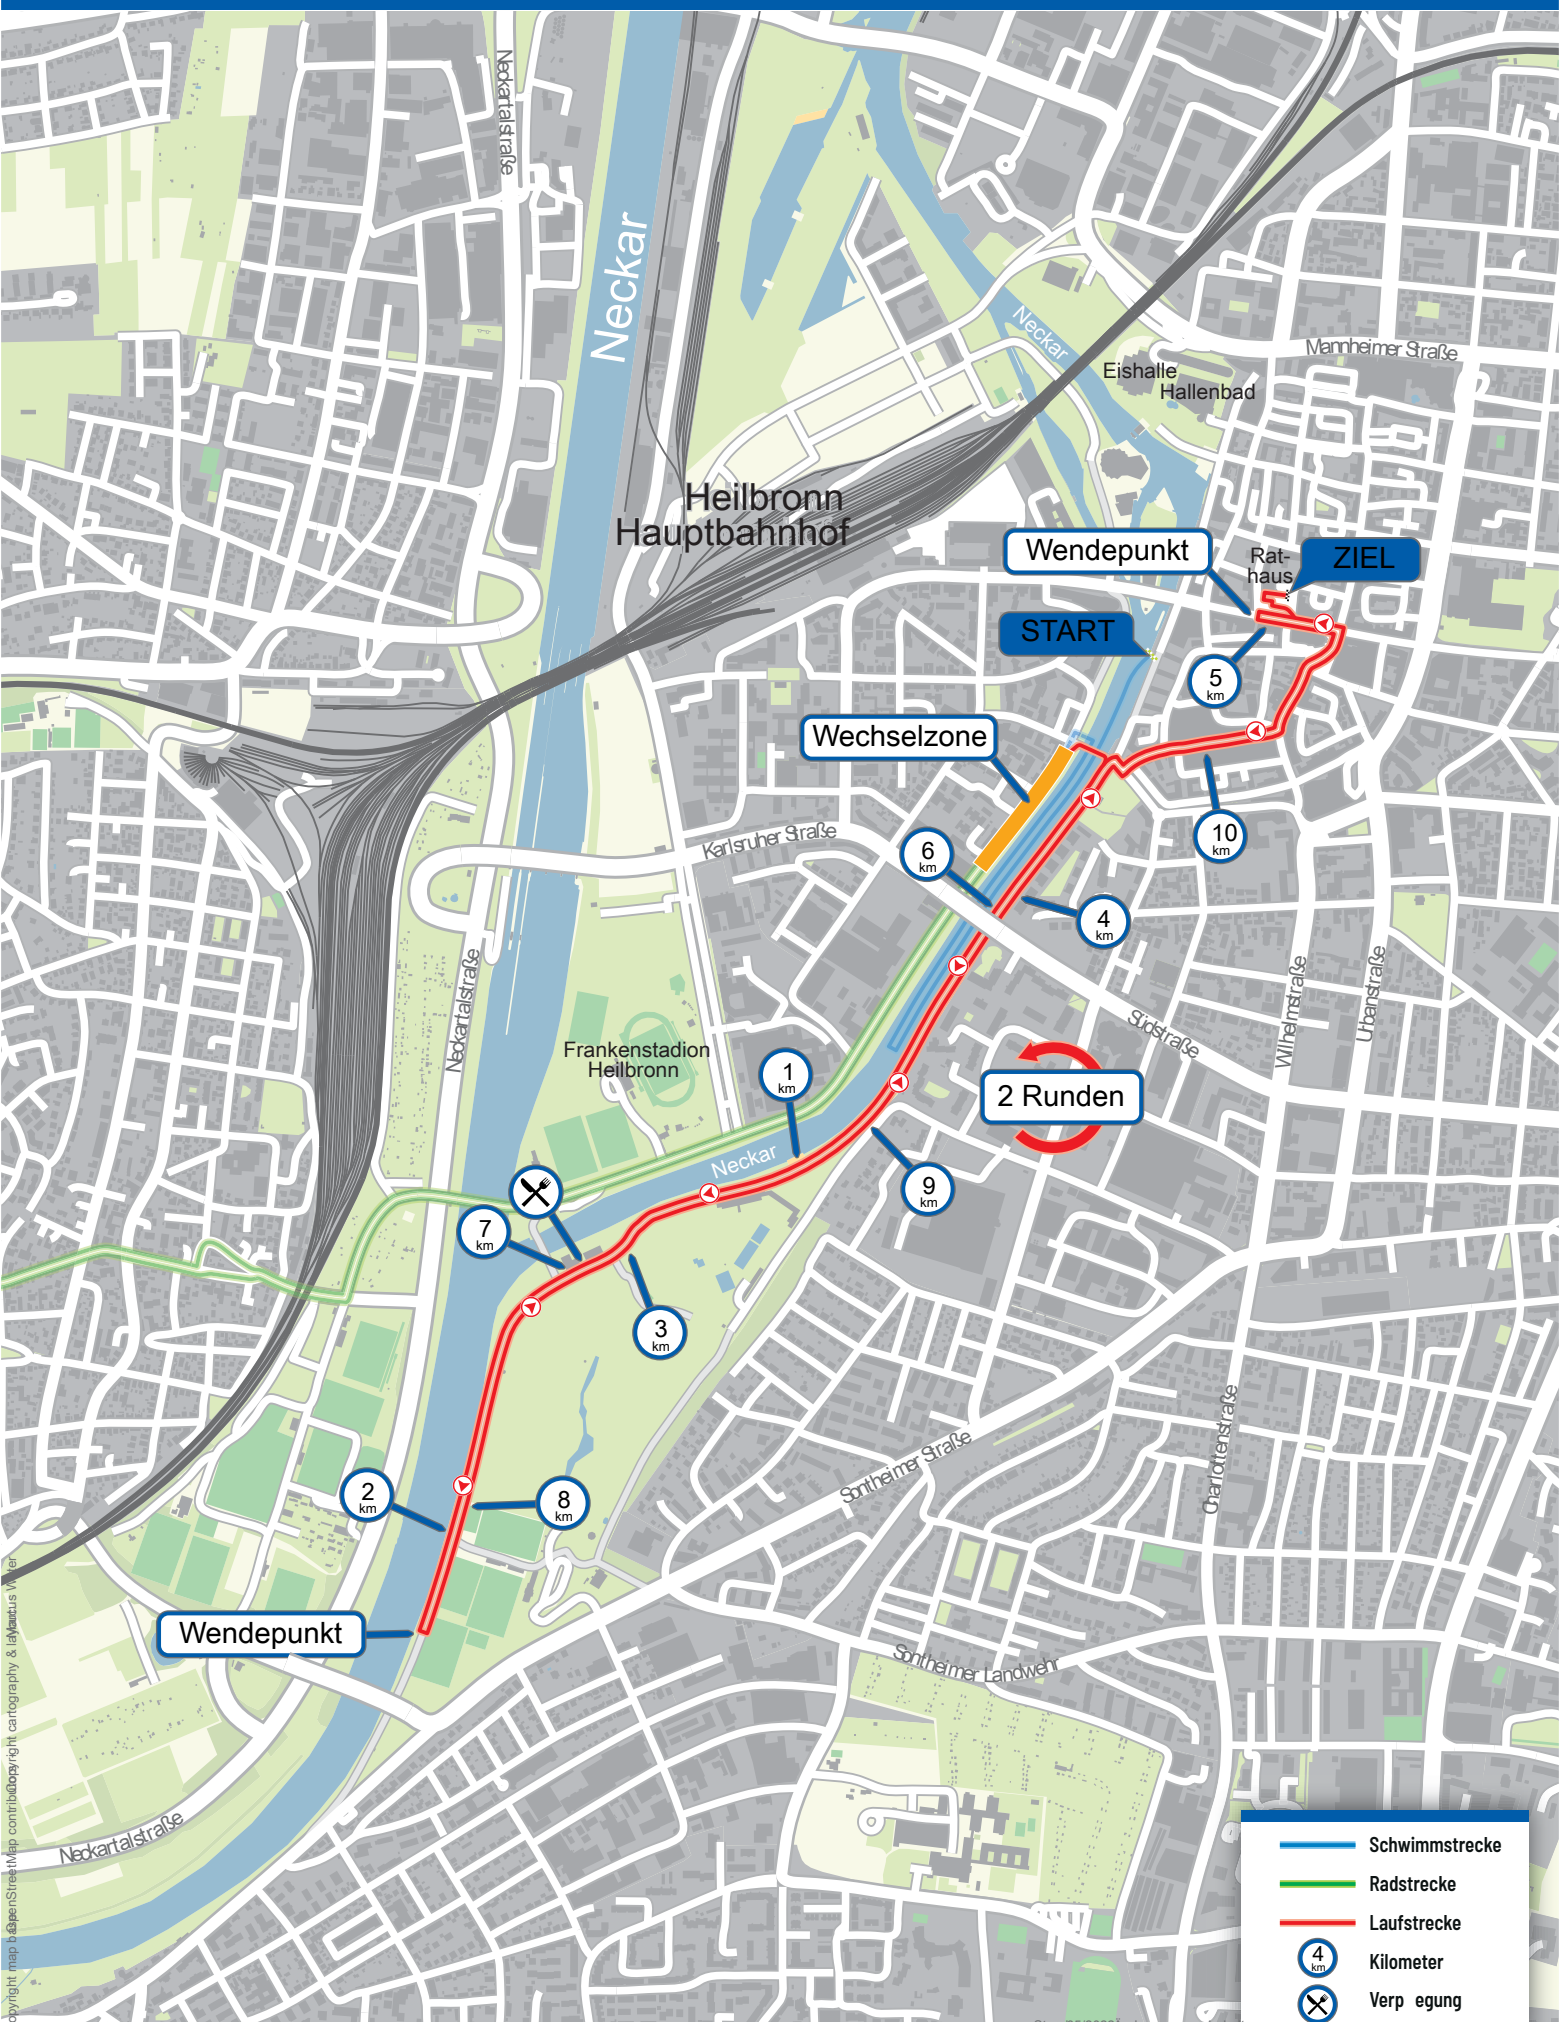 Neckartalstraße
Neckar
Neckar
Mannheimer Straße
Eishalle
Hallenbad
Heilbronn
Hauptbahnhof
Wendepunkt
Rat-
haus
ZIEL
START
5
km
Wechselzone
10
km
Karlsruher Straße
6
km
4
km
Neckartalstraße
Wilhelmstraße
Urbanstraße
Südstraße
Frankenstadion
Heilbronn
1
km
2 Runden
Neckar
9
km
7
km
3
km
Charlottenstraße
Sontheimer Straße
2
km
8
km
Wendepunkt
Sontheimer Landwehr
Neckartalstraße
Schwimmstrecke
Radstrecke
Laufstrecke
4
km
Kilometer
Verp egung